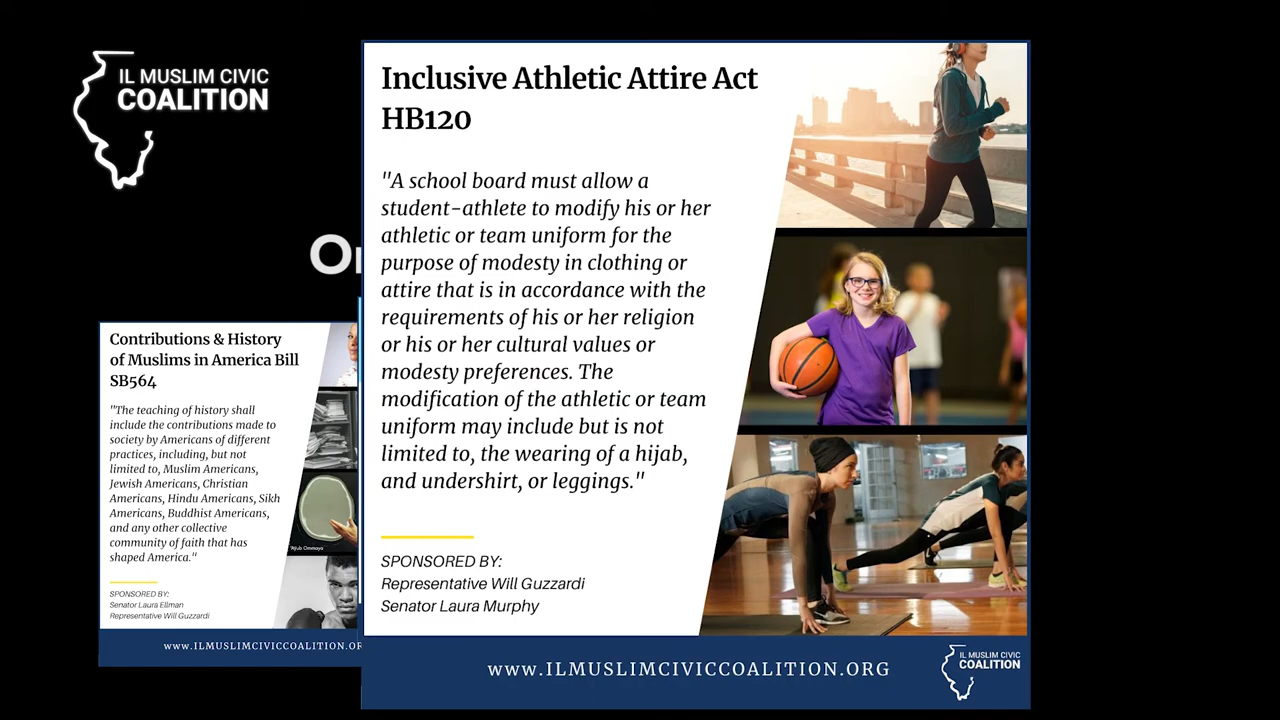 IL MUSLIM CIVIC
COALITION
Inclusive Athletic Attire Act
HB120
"A school board must allow a
student-athlete to modify his or her
athletic or team uniform for the
purpose of modesty in clothing or
attire that is in accordance with the
requirements of his or her religion
or his or her cultural values or
modesty preferences. The
modification of the athletic or team
uniform may include but is not
limited to, the wearing of a hijab,
and undershirt, or leggings."
SPONSORED BY:
Representative Will Guzzardi
Senator Laura Murphy
www.ILMUSLIMCIVICCOALITION.ORG
IL MUSLIM CIVIC
COALITION
Contributions & History
of Muslims in America Bill
SB564
"The teaching of history shall
include the contributions made to
society by Americans of different
practices, including, but not
limited to, Muslim Americans,
Jewish Americans, Christian
Americans, Hindu Americans, Sikh
Americans, Buddhist Americans,
and any other collective
community of faith that has
shaped America."
SPONSORED BY:
Senator Laura Ellman
Representative Will Guzzardi
"Ajub Ommaya
www.ILMUSLIMCIVICCOALITION.OR